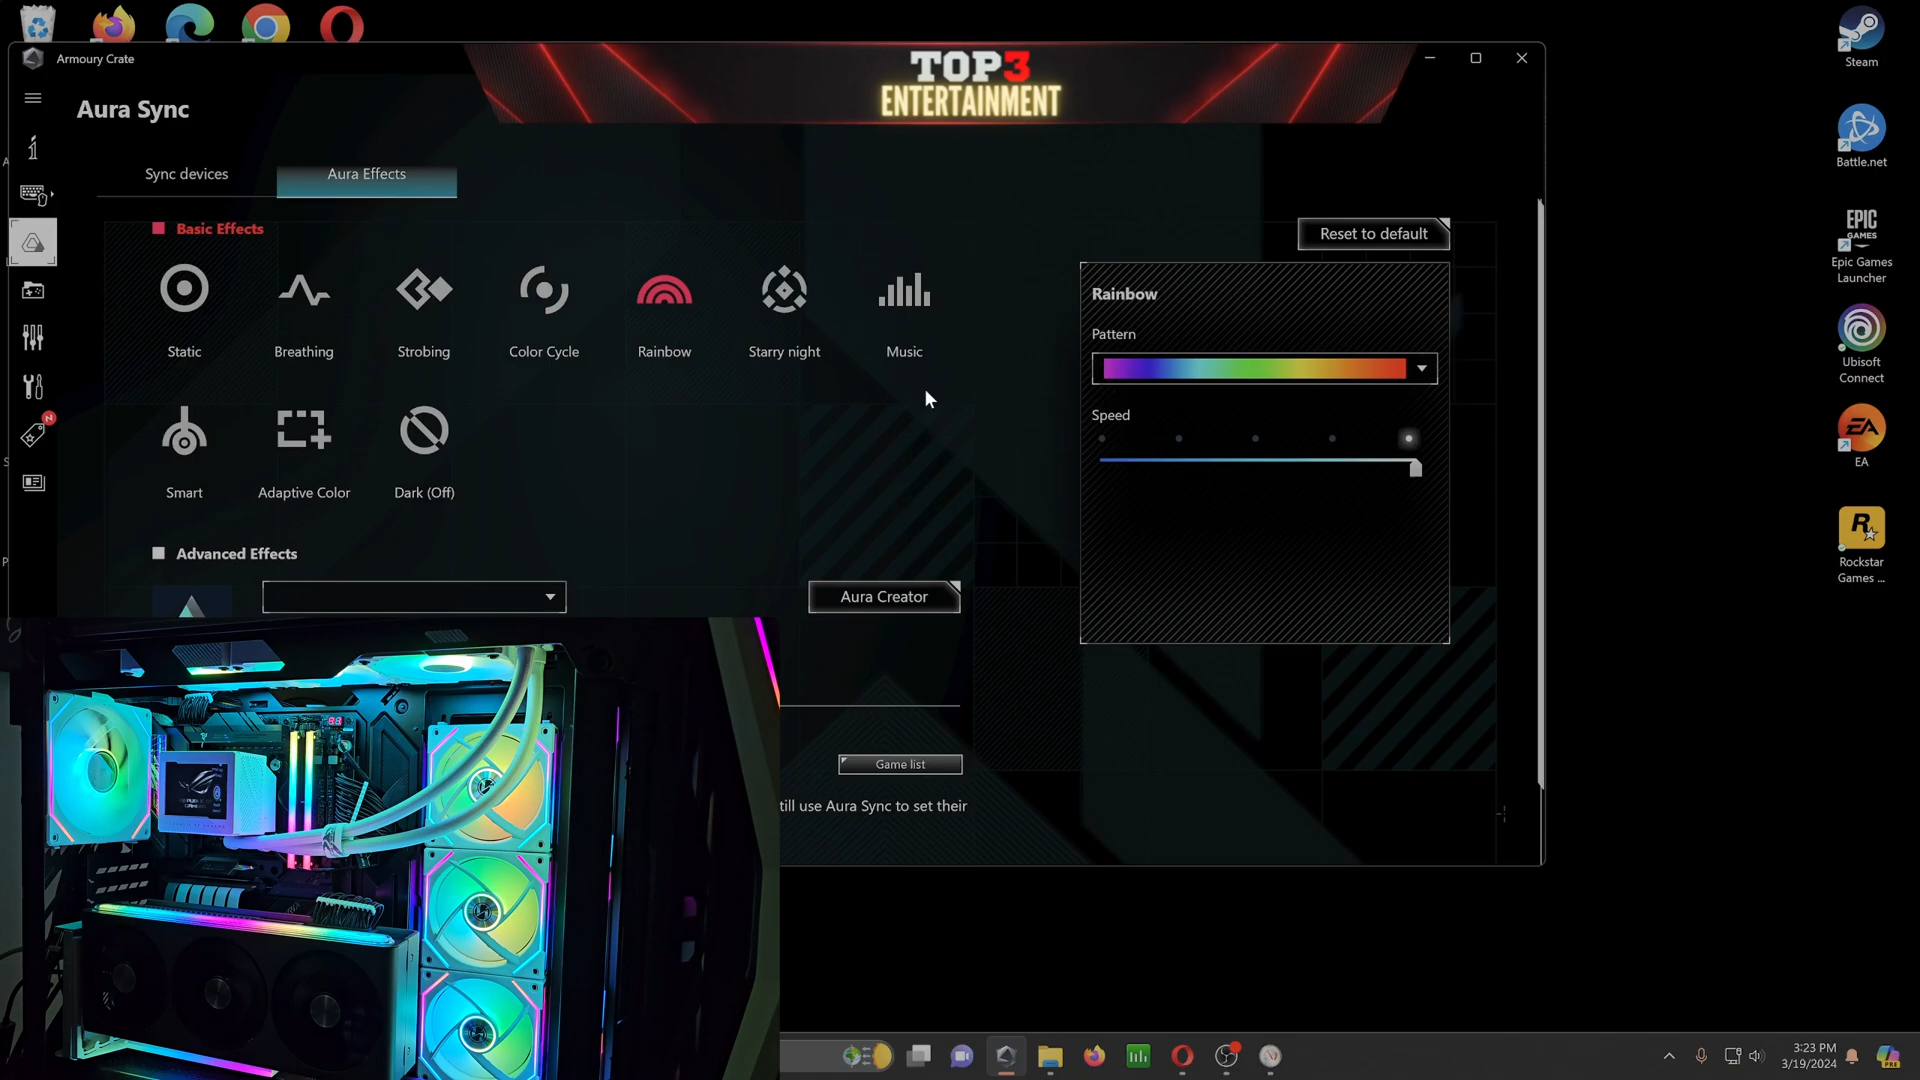 Armoury Crate
TOP3
ENTERTAINMENT
Aura Sync
Sync devices
Aura Effects
Basic Effects
Reset to default
Static
Breathing
Strobing
Color Cycle
Rainbow
Starry night
Music
Smart
Adaptive Color
Dark (Off)
Advanced Effects
Aura Creator
Rainbow
Pattern
Speed
Game list
till use Aura Sync to set their
Steam
Battle.net
EPIC
GAMES
Epic Games
Launcher
Ubisoft
Connect
EA
EA
R
Rockstar
Games ...
3:23 PM
3/19/2024
PRE